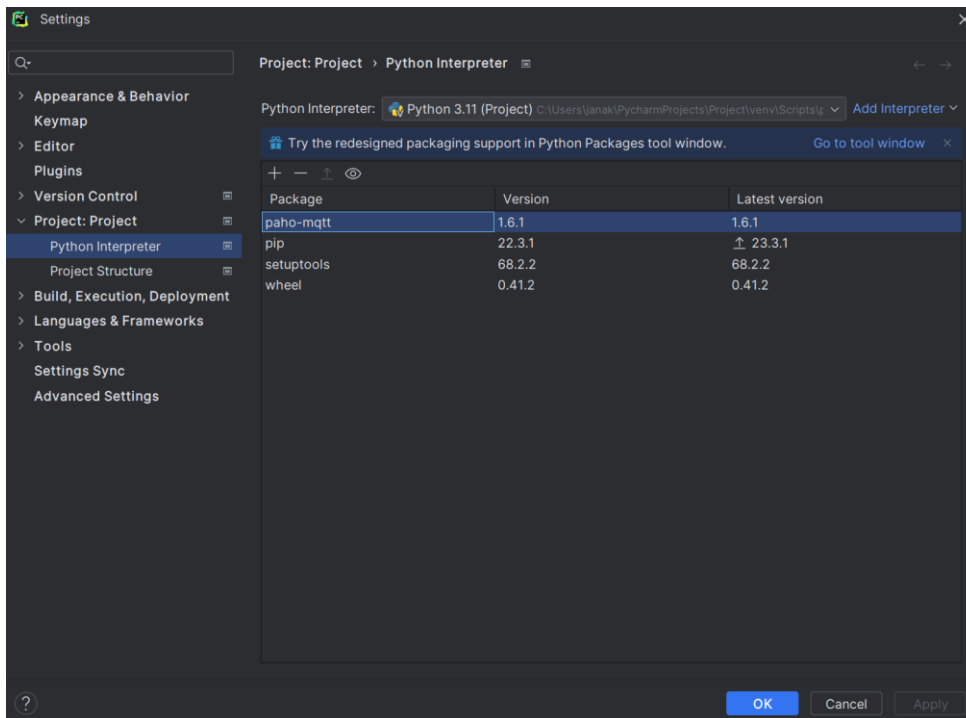 Settings
Project: Project › Python Interpreter
Appearance & Behavior
Keymap
Editor
Plugins
Version Control
Project: Project
Python Interpreter
Project Structure
Build, Execution, Deployment
Languages & Frameworks
Tools
Settings Sync
Advanced Settings
Python Interpreter: Python 3.11 (Project) C:\Users\janak\PycharmProjects\Project\venv\Scripts\p Add Interpreter
Try the redesigned packaging support in Python Packages tool window. Go to tool window
Package Version Latest version
paho-mqtt 1.6.1 1.6.1
pip 22.3.1 23.3.1
setuptools 68.2.2 68.2.2
wheel 0.41.2 0.41.2
? OK Cancel Apply